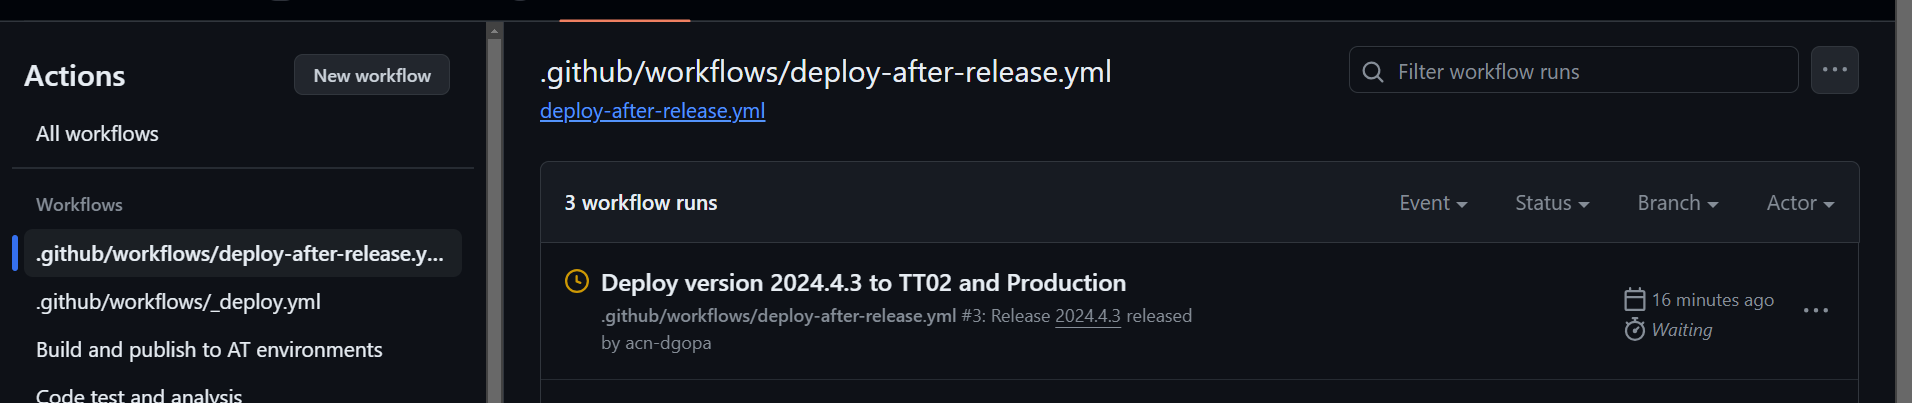 Actions
New workflow
All workflows
Workflows
.github/workflows/deploy-after-release.y...
.github/workflows/_deploy.yml
Build and publish to AT environments
Code test and analysis
.github/workflows/deploy-after-release.yml
deploy-after-release.yml
Filter workflow runs
3 workflow runs
Event
Status
Branch
Actor
Deploy version 2024.4.3 to TT02 and Production
.github/workflows/deploy-after-release.yml #3: Release 2024.4.3 released
by acn-dgopa
16 minutes ago
Waiting